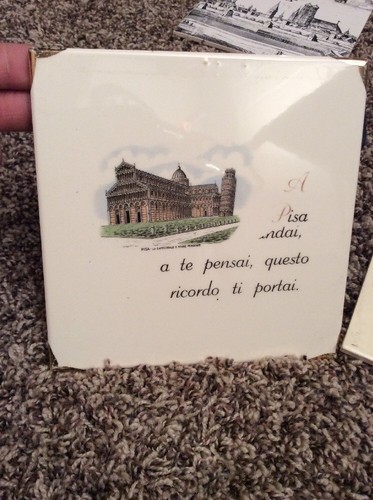 A
Pisa
ndai,
a te pensai, questo
ricordo ti portai.